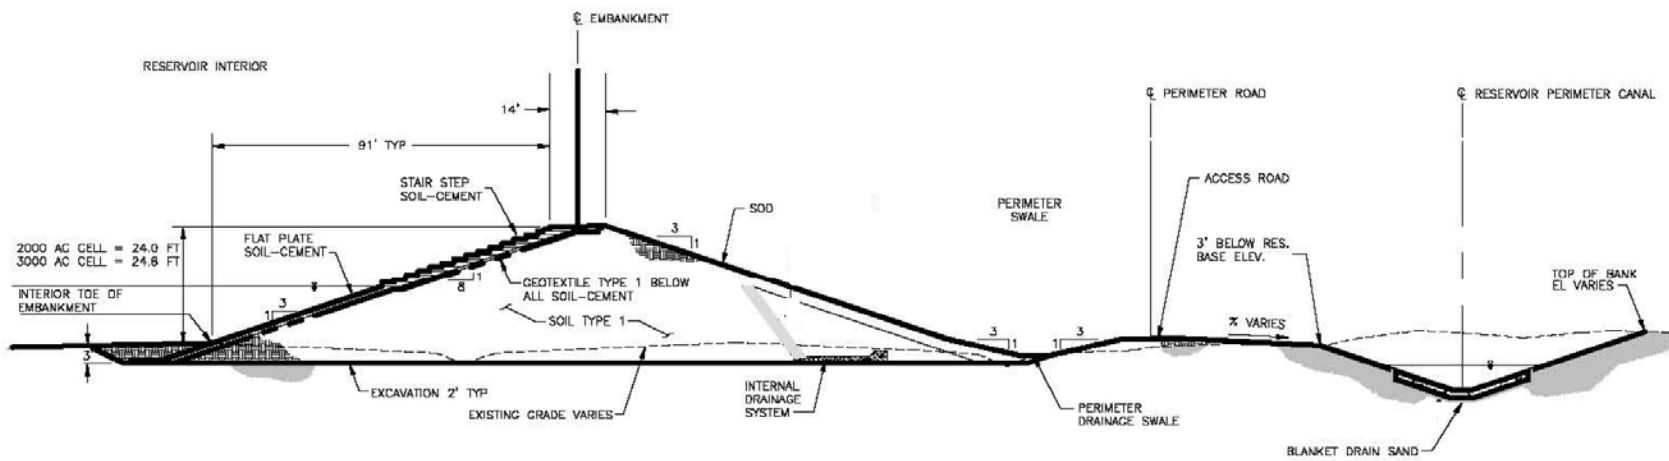 ℄ EMBANKMENT
RESERVOIR INTERIOR
℄ PERIMETER ROAD
℄ RESERVOIR PERIMETER CANAL
14'
91' TYP
STAIR STEP
SOIL-CEMENT
ACCESS ROAD
SOD
PERIMETER
SWALE
3
1
FLAT PLATE
SOIL-CEMENT
2000 AC CELL = 24.0 FT
3000 AC CELL = 24.6 FT
3' BELOW RES.
BASE ELEV.
TOP OF BANK
EL VARIES
1
8
GEOTEXTILE TYPE 1 BELOW
ALL SOIL-CEMENT
INTERIOR TOE OF
EMBANKMENT
3
1
SOIL TYPE 1
% VARIES
3
1
3
1
3
EXCAVATION 2' TYP
EXISTING GRADE VARIES
INTERNAL
DRAINAGE
SYSTEM
PERIMETER
DRAINAGE SWALE
BLANKET DRAIN SAND